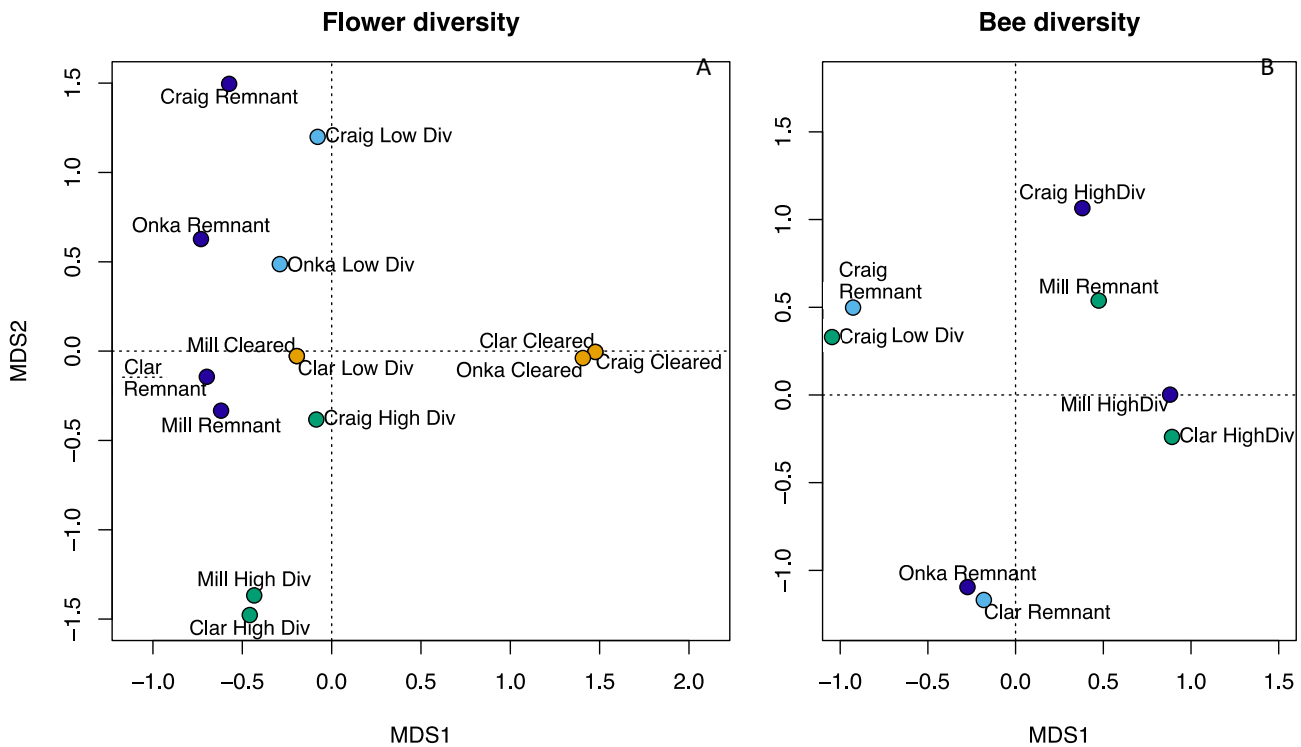 Flower diversity
A
1.5
1.0
0.5
0.0
−0.5
−1.0
−1.5
MDS2
Craig Remnant
Craig Low Div
Onka Remnant
Onka Low Div
Mill Cleared
Clar Low Div
Clar
Remnant
Mill Remnant
Craig High Div
Clar Cleared
Onka Cleared
Craig Cleared
Mill High Div
Clar High Div
−1.0
−0.5
0.0
0.5
1.0
1.5
2.0
MDS1
Bee diversity
B
1.5
1.0
0.5
0.0
−0.5
−1.0
Craig HighDiv
Craig
Remnant
Mill Remnant
Craig Low Div
Mill HighDiv
Clar HighDiv
Onka Remnant
Clar Remnant
−1.0
−0.5
0.0
0.5
1.0
1.5
MDS1